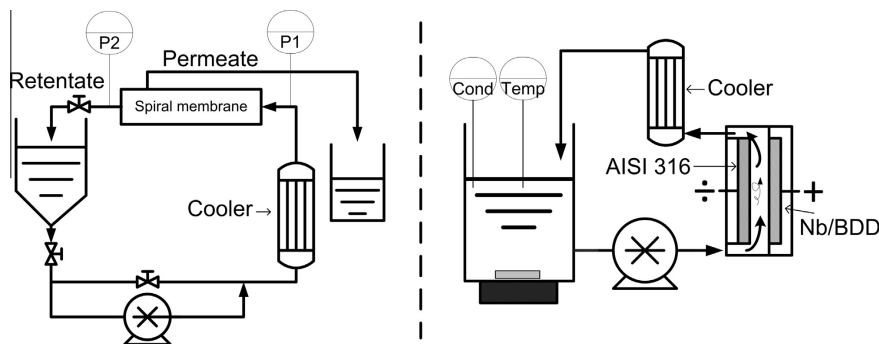 P2
P1
Permeate
Retentate
Spiral membrane
Cooler
Cond
Temp
Cooler
AISI 316
÷
+
Nb/BDD